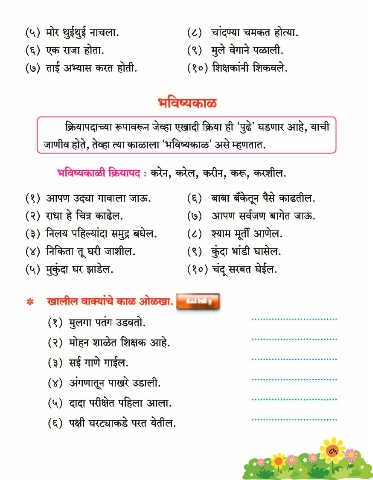 (५) मोर थुईथुई नाचला.
(८) चांदण्या चमकत होत्या.
(६) एक राजा होता.
(९) मुले वेगाने पळाली.
(७) ताई अभ्यास करत होती.
(१०) शिक्षकांनी शिकवले.
भविष्यकाळ
क्रियापदाच्या रूपावरून जेव्हा एखादी क्रिया ही 'पुढे' घडणार आहे, याची
जाणीव होते, तेव्हा त्या काळाला 'भविष्यकाळ' असे म्हणतात.
भविष्यकाळी क्रियापद : करेन, करेल, करीन, करू, करशील.
(१) आपण उद्या गावाला जाऊ.
(६) बाबा बँकेतून पैसे काढतील.
(२) राधा हे चित्र काढेल.
(७) आपण सर्वजण बागेत जाऊ.
(३) निलय पहिल्यांदा समुद्र बघेल.
(८) श्याम मूर्ती आणेल.
(४) निकिता तू घरी जाशील.
(९) कुंदा भांडी घासेल.
(५) मुकुंदा घर झाडेल.
(१०) चंदू सरबत घेईल.
* खालील वाक्यांचे काळ ओळखा.
(१) मुलगा पतंग उडवतो.
(२) मोहन शाळेत शिक्षक आहे.
(३) सई गाणे गाईल.
(४) अंगणातून पाखरे उडाली.
(५) दादा परीक्षेत पहिला आला.
(६) पक्षी घरट्याकडे परत येतील.